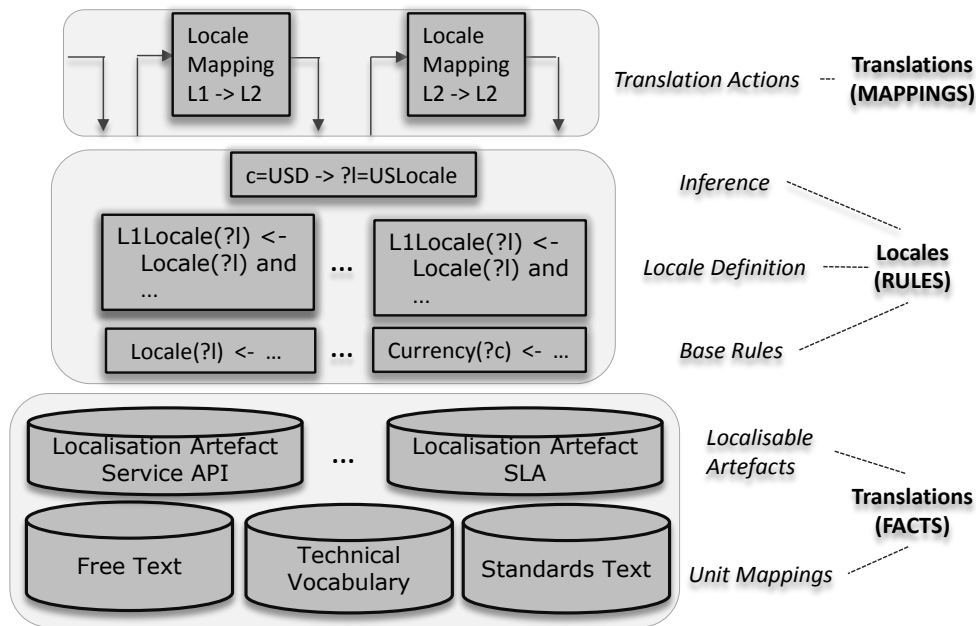 Locale
Mapping
L1 -> L2
Locale
Mapping
L2 -> L2
Translation Actions
Translations
(MAPPINGS)
c=USD -> ?l=USLocale
Inference
L1Locale(?l) <-
Locale(?l) and
...
...
L1Locale(?l) <-
Locale(?l) and
...
Locale Definition
Locales
(RULES)
Locale(?l) <- ...
...
Currency(?c) <- ...
Base Rules
Localisation Artefact
Service API
...
Localisation Artefact
SLA
Localisable
Artefacts
Translations
(FACTS)
Free Text
Technical
Vocabulary
Standards Text
Unit Mappings